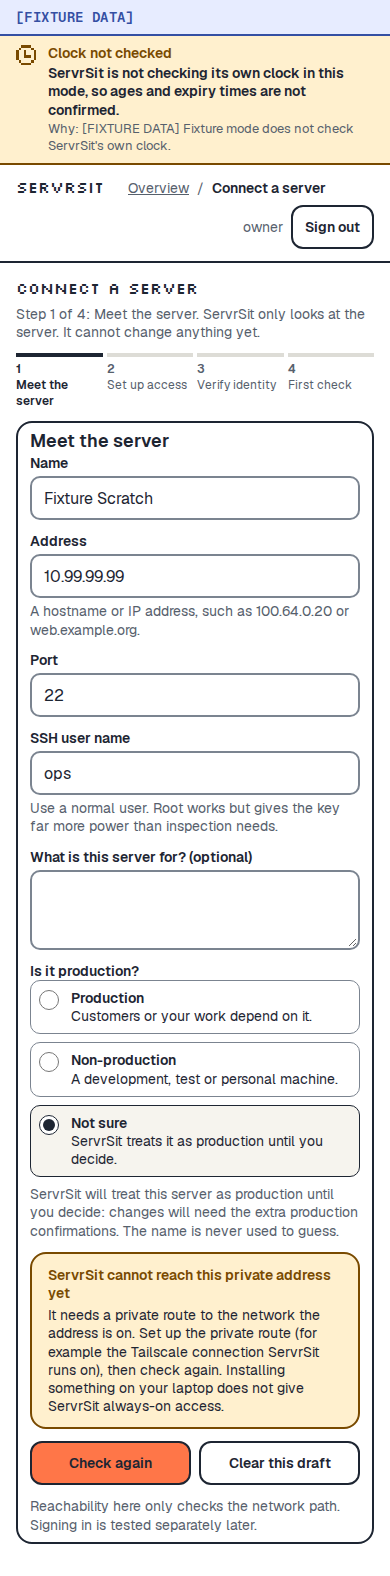 [FIXTURE DATA]
Clock not checked
ServrSit is not checking its own clock in this
mode, so ages and expiry times are not
confirmed.
Why: [FIXTURE DATA] Fixture mode does not check
ServrSit's own clock.
SERVRSIT Overview / Connect a server
owner Sign out
CONNECT A SERVER
Step 1 of 4: Meet the server. ServrSit only looks at the
server. It cannot change anything yet.
1 2 3 4
Meet the Set up access Verify identity First check
server
Meet the server
Name
Fixture Scratch
Address
10.99.99.99
A hostname or IP address, such as 100.64.0.20 or
web.example.org.
Port
22
SSH user name
ops
Use a normal user. Root works but gives the key
far more power than inspection needs.
What is this server for? (optional)
Is it production?
Production
Customers or your work depend on it.
Non-production
A development, test or personal machine.
Not sure
ServrSit treats it as production until you
decide.
ServrSit will treat this server as production until
you decide: changes will need the extra production
confirmations. The name is never used to guess.
ServrSit cannot reach this private address
yet
It needs a private route to the network the
address is on. Set up the private route (for
example the Tailscale connection ServrSit
runs on), then check again. Installing
something on your laptop does not give
ServrSit always-on access.
Check again Clear this draft
Reachability here only checks the network path.
Signing in is tested separately later.